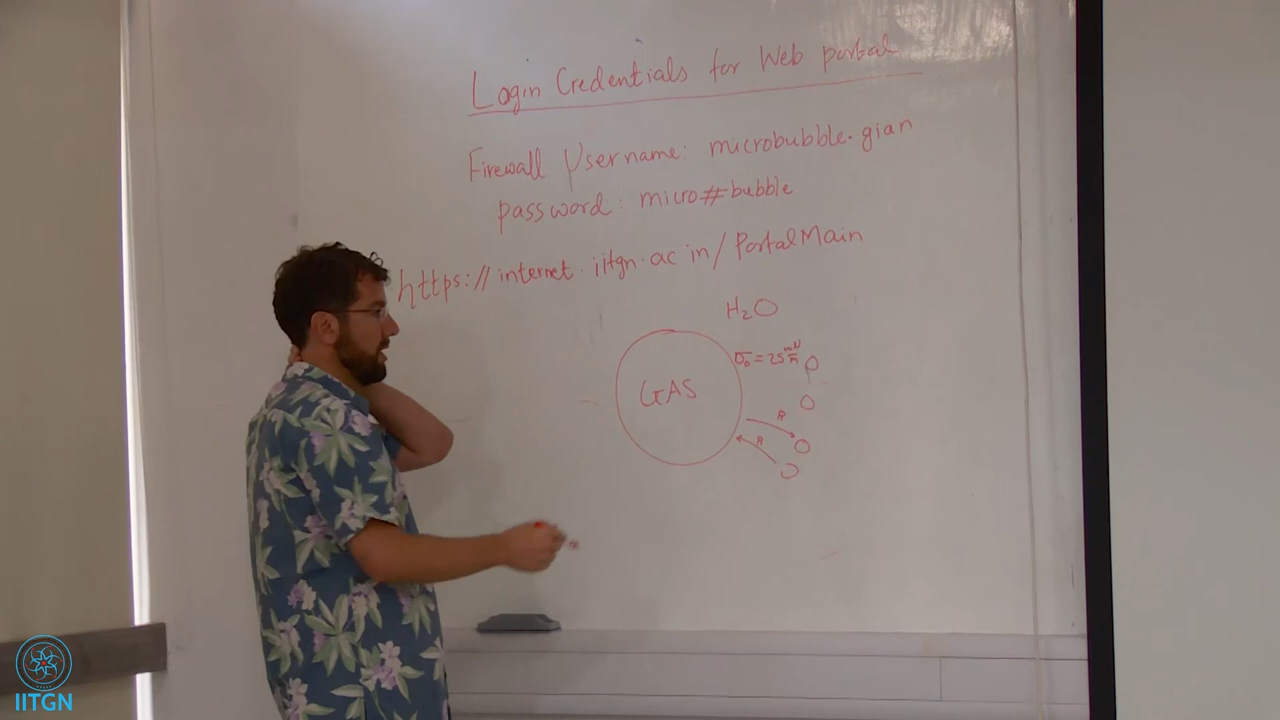 Login Credentials for Web portal
Firewall Username: microbubble.gian
password: micro#bubble
https://internet.iitgn.ac in/PortalMain
H₂O
σ₀ = 25 mN/m
GAS
R
R
IITGN